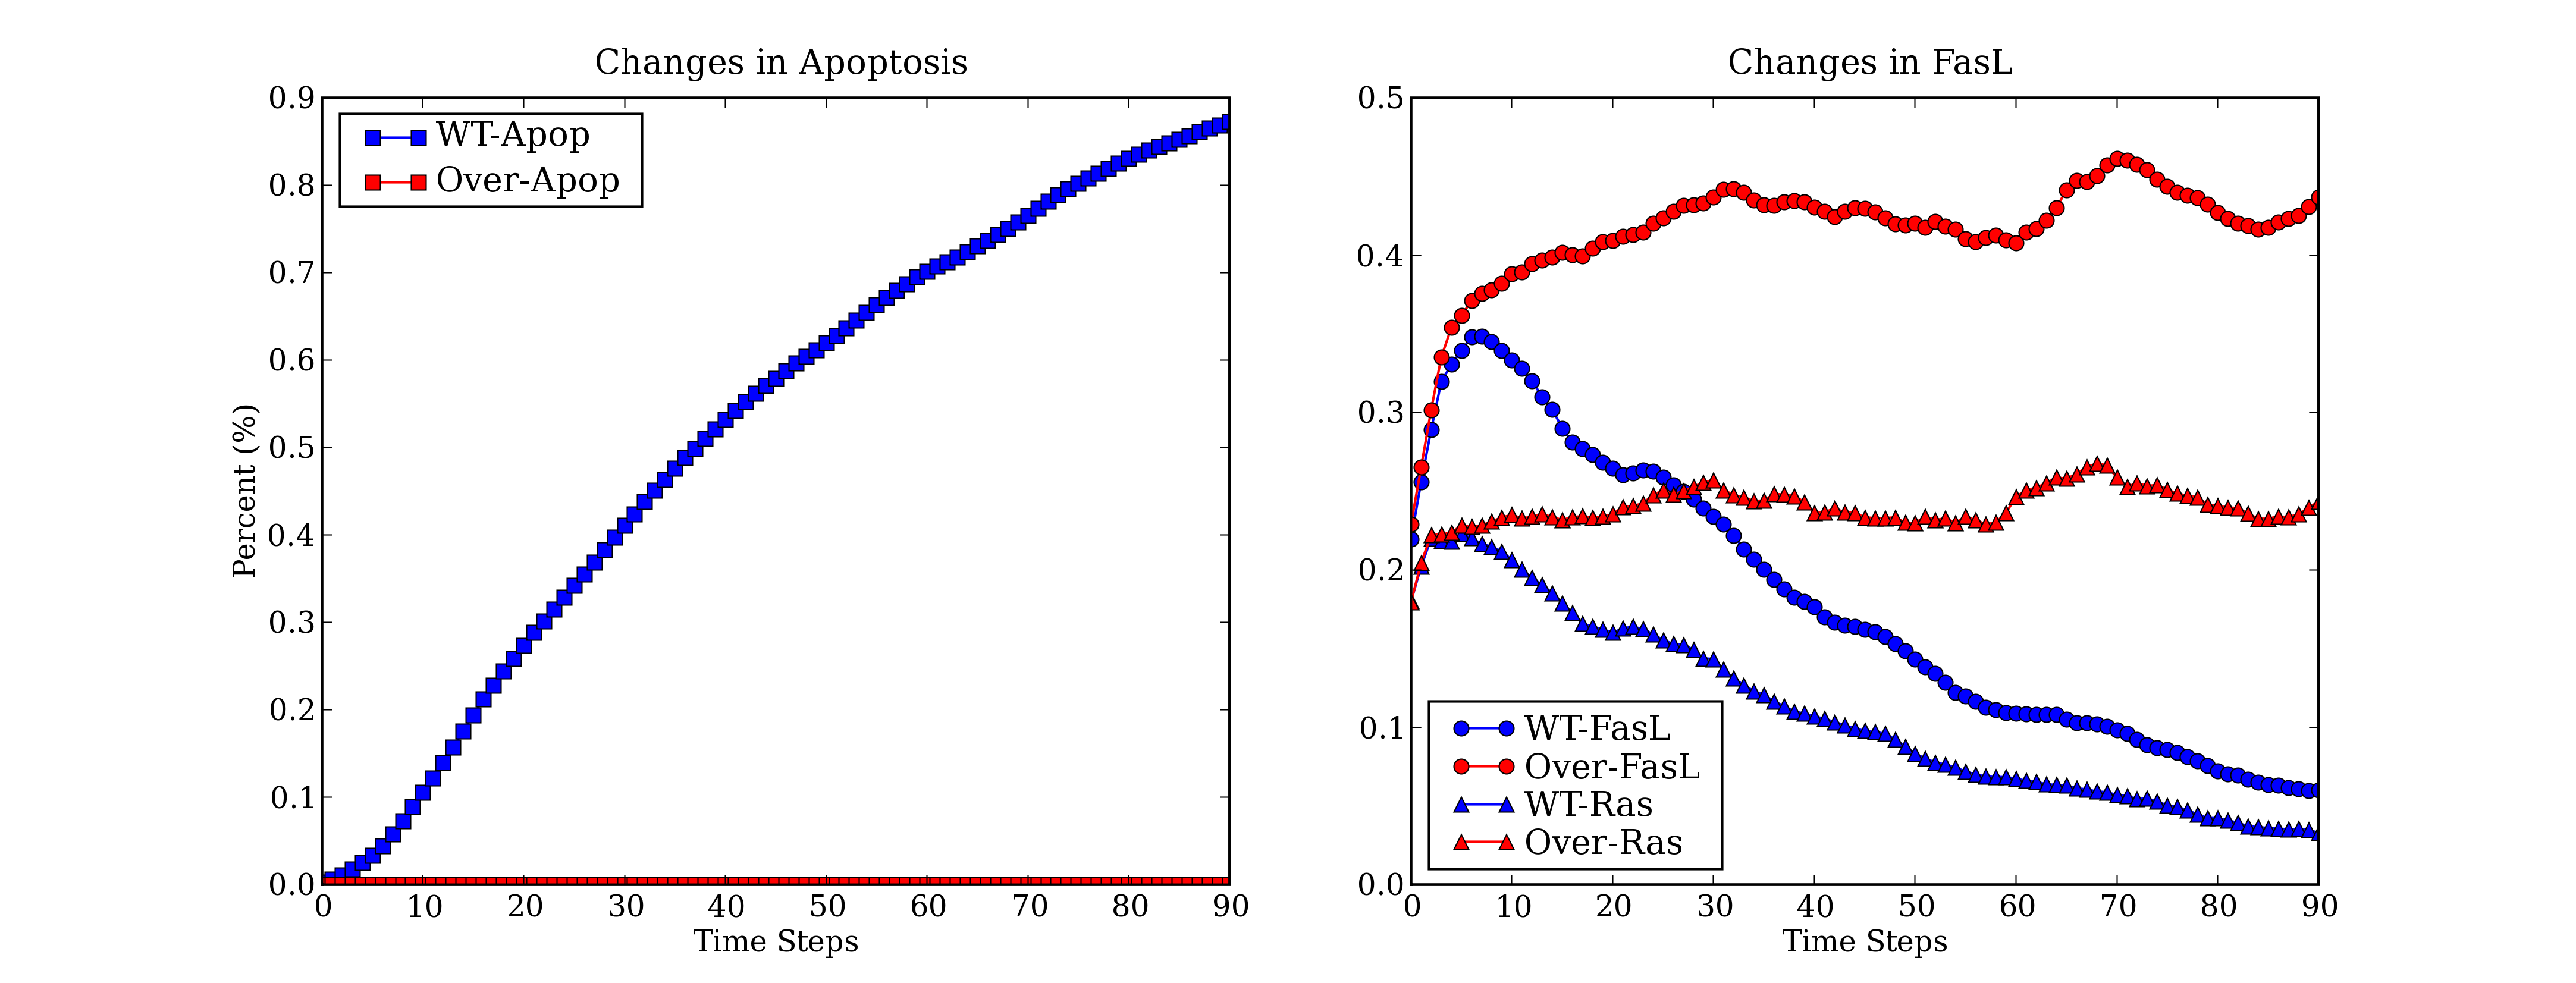 Changes in Apoptosis
0.9
0.8
0.7
0.6
0.5
0.4
0.3
0.2
0.1
0.0
Percent (%)
WT-Apop
Over-Apop
0 10 20 30 40 50 60 70 80 90
Time Steps
Changes in FasL
0.5
0.4
0.3
0.2
0.1
0.0
WT-FasL
Over-FasL
WT-Ras
Over-Ras
0 10 20 30 40 50 60 70 80 90
Time Steps